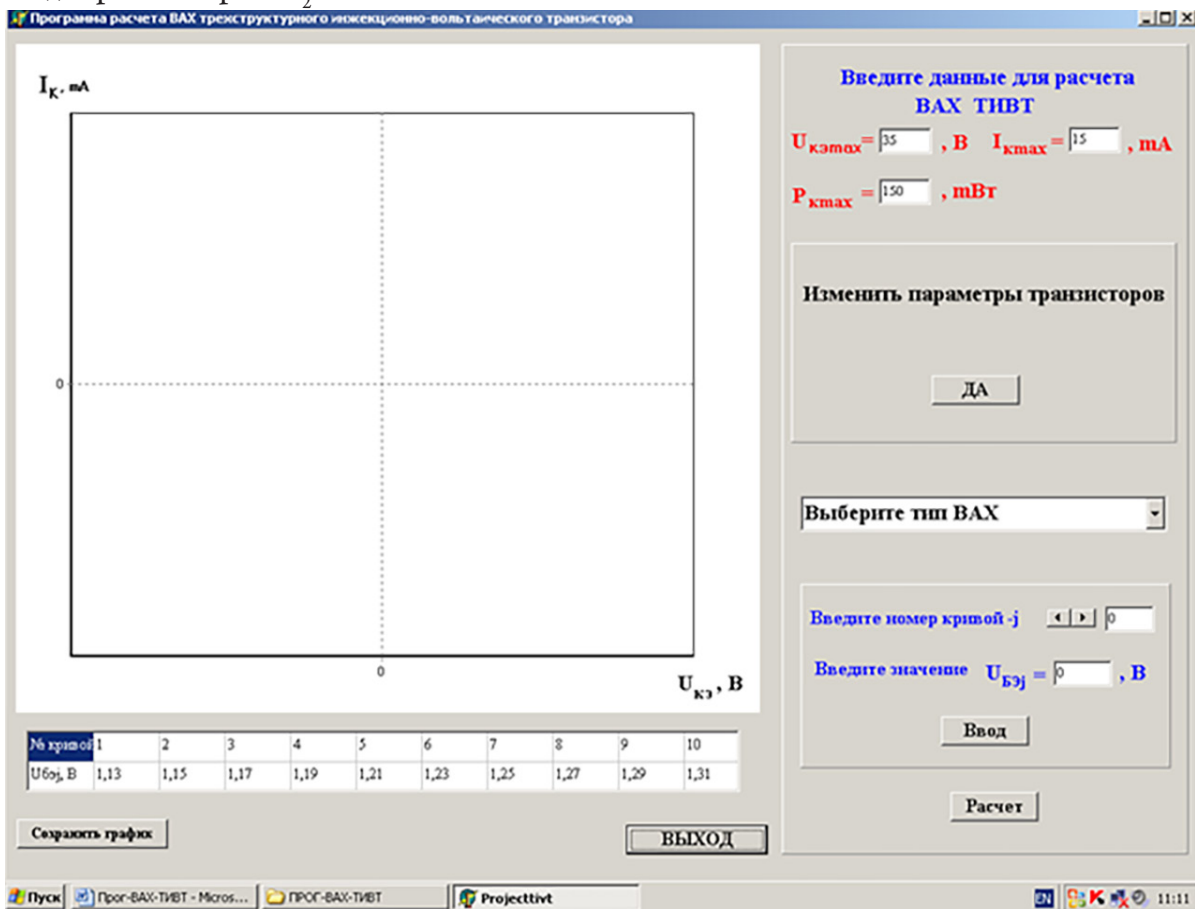 Программа расчета ВАХ трехструктурного инжекционно-вольтаического транзистора
Iк, mA
0
0
Uкэ, В
№ кривой 1 2 3 4 5 6 7 8 9 10
Uбэj, В 1,13 1,15 1,17 1,19 1,21 1,23 1,25 1,27 1,29 1,31
Сохранить график
ВЫХОД
Введите данные для расчета
ВАХ ТИВТ
Uкэmax= 35 , В Iкmax = 15 , mA
Pкmax = 150 , mВт
Изменить параметры транзисторов
ДА
Выберите тип ВАХ
Введите номер кривой -j 0
Введите значение UБЭj = 0 , В
Ввод
Расчет
Пуск Прог-ВАХ-ТИВТ - Micros... ПРОГ-ВАХ-ТИВТ Projecttivt EN 11:11